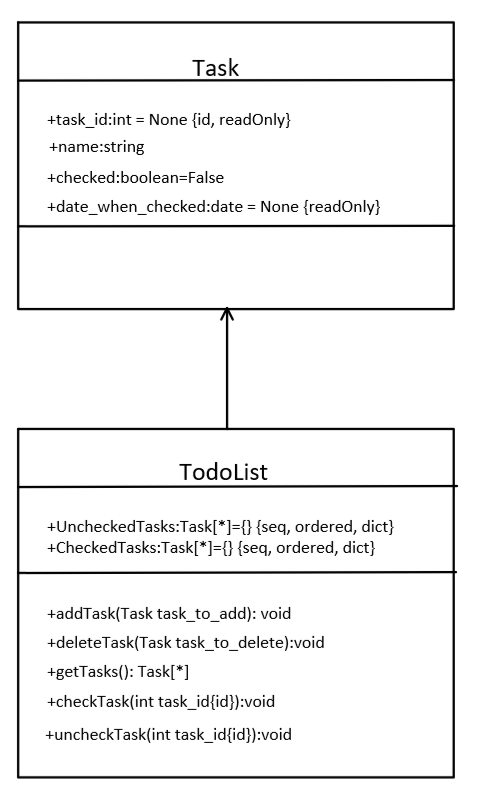 Task
+task_id:int = None {id, readOnly}
+name:string
+checked:boolean=False
+date_when_checked:date = None {readOnly}
TodoList
+UncheckedTasks:Task[*]={} {seq, ordered, dict}
+CheckedTasks:Task[*]={} {seq, ordered, dict}
+addTask(Task task_to_add): void
+deleteTask(Task task_to_delete):void
+getTasks(): Task[*]
+checkTask(int task_id{id}):void
+uncheckTask(int task_id{id}):void